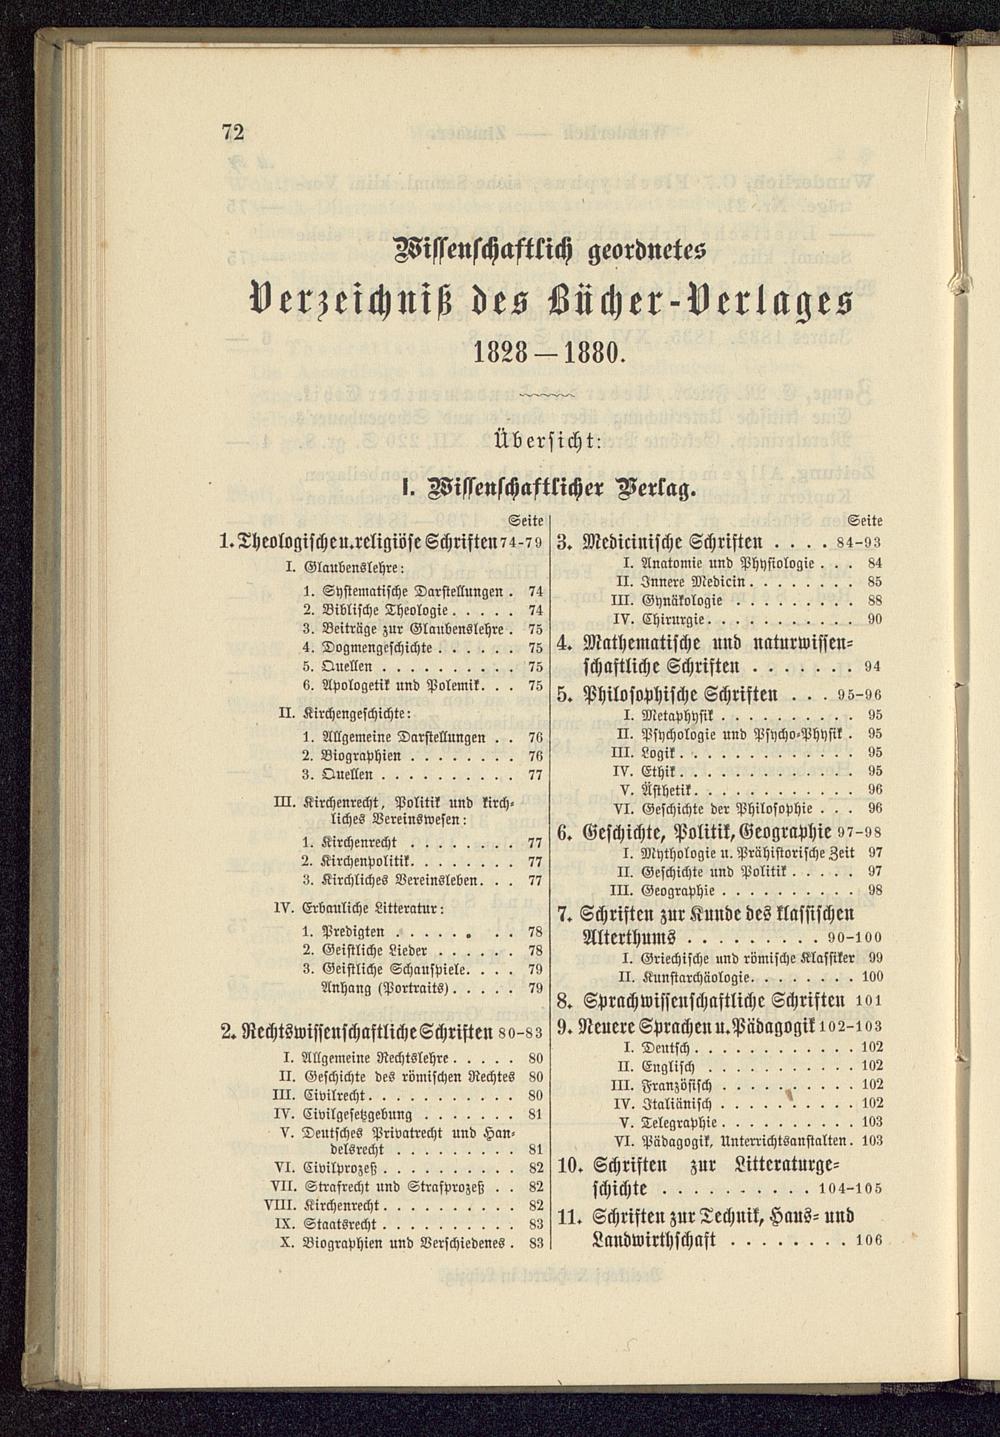 72
Wissenschaftlich geordnetes
Verzeichniß des Bücher-Verlages
1828 — 1880.
Übersicht:
I. Wissenschaftlicher Verlag.
Seite
1. Theologische u. religiöse Schriften 74-79
I. Glaubenslehre:
1. Systematische Darstellungen . 74
2. Biblische Theologie . . . . . 74
3. Beiträge zur Glaubenslehre . 75
4. Dogmengeschichte . . . . . . 75
5. Quellen . . . . . . . . . . 75
6. Apologetik und Polemik . . . 75
II. Kirchengeschichte:
1. Allgemeine Darstellungen . . 76
2. Biographien . . . . . . . . 76
3. Quellen . . . . . . . . . . 77
III. Kirchenrecht, Politik und kirch-
liches Vereinswesen:
1. Kirchenrecht . . . . . . . . 77
2. Kirchenpolitik . . . . . . . . 77
3. Kirchliches Vereinsleben . . . 77
IV. Erbauliche Litteratur:
1. Predigten . . . . . . . . . 78
2. Geistliche Lieder . . . . . . 78
3. Geistliche Schauspiele . . . . 79
Anhang (Portraits) . . . . . 79
2. Rechtswissenschaftliche Schriften 80-83
I. Allgemeine Rechtslehre . . . . . 80
II. Geschichte des römischen Rechtes 80
III. Civilrecht . . . . . . . . . . . 80
IV. Civilgesetzgebung . . . . . . . 81
V. Deutsches Privatrecht und Han-
delsrecht . . . . . . . . . 81
VI. Civilprozeß . . . . . . . . . . 82
VII. Strafrecht und Strafprozeß . . 82
VIII. Kirchenrecht . . . . . . . . . . 82
IX. Staatsrecht . . . . . . . . . . 83
X. Biographien und Verschiedenes . 83
Seite
3. Medicinische Schriften . . . . 84-93
I. Anatomie und Physiologie . . . 84
II. Innere Medicin . . . . . . . . 85
III. Gynäkologie . . . . . . . . . 88
IV. Chirurgie . . . . . . . . . . . 90
4. Mathematische und naturwissen-
schaftliche Schriften . . . . . . . 94
5. Philosophische Schriften . . . 95-96
I. Metaphysik . . . . . . . . . . 95
II. Psychologie und Psycho-Physik . 95
III. Logik . . . . . . . . . . . . . 95
IV. Ethik . . . . . . . . . . . . . 95
V. Ästhetik . . . . . . . . . . . . 96
VI. Geschichte der Philosophie . . . 96
6. Geschichte, Politik, Geographie 97-98
I. Mythologie u. Prähistorische Zeit 97
II. Geschichte und Politik . . . . . 97
III. Geographie . . . . . . . . . . 98
7. Schriften zur Kunde des klassischen
Alterthums . . . . . . . . . 90-100
I. Griechische und römische Klassiker 99
II. Kunstarchäologie . . . . . . . . 100
8. Sprachwissenschaftliche Schriften 101
9. Neuere Sprachen u. Pädagogik 102-103
I. Deutsch . . . . . . . . . . . . 102
II. Englisch . . . . . . . . . . . 102
III. Französisch . . . . . . . . . . 102
IV. Italiänisch . . . . . . . . . . 102
V. Telegraphie . . . . . . . . . . 103
VI. Pädagogik, Unterrichtsanstalten . 103
10. Schriften zur Litteraturge-
schichte . . . . . . . . . . 104-105
11. Schriften zur Technik, Haus- und
Landwirthschaft . . . . . . . . 106